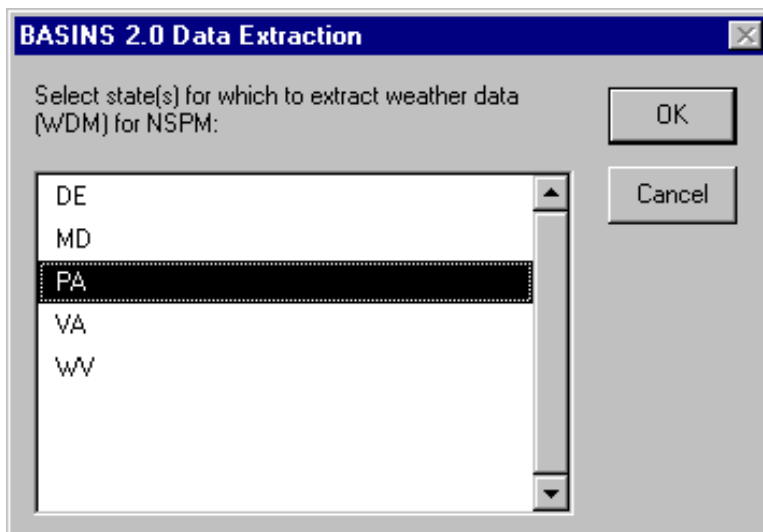 BASINS 2.0 Data Extraction
Select state(s) for which to extract weather data
(WDM) for NSPM:
OK
Cancel
DE
MD
PA
VA
WV